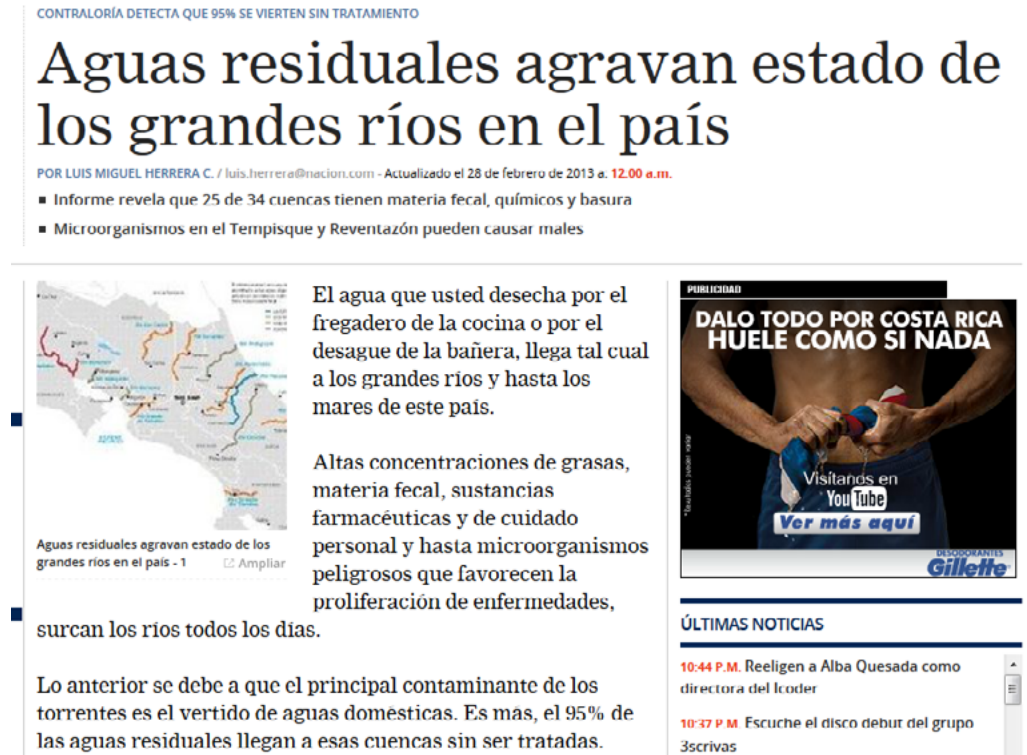 CONTRALORÍA DETECTA QUE 95% SE VIERTEN SIN TRATAMIENTO
Aguas residuales agravan estado de
los grandes ríos en el país
POR LUIS MIGUEL HERRERA C. / luis.herrera@nacion.com - Actualizado el 28 de febrero de 2013 a: 12:00 a.m.
Informe revela que 25 de 34 cuencas tienen materia fecal, químicos y basura
Microorganismos en el Tempisque y Reventazón pueden causar males
Aguas residuales agravan estado de los
grandes ríos en el país - 1 Ampliar
El agua que usted desecha por el
fregadero de la cocina o por el
desague de la bañera, llega tal cual
a los grandes ríos y hasta los
mares de este país.
Altas concentraciones de grasas,
materia fecal, sustancias
farmacéuticas y de cuidado
personal y hasta microorganismos
peligrosos que favorecen la
proliferación de enfermedades,
surcan los ríos todos los días.
Lo anterior se debe a que el principal contaminante de los
torrentes es el vertido de aguas domésticas. Es más, el 95% de
las aguas residuales llegan a esas cuencas sin ser tratadas.
PUBLICIDAD
DALO TODO POR COSTA RICA
HUELE COMO SI NADA
Visítanos en
YouTube
Ver más aquí
DESODORANTES
Gillette
ÚLTIMAS NOTICIAS
10:44 P.M. Reeligen a Alba Quesada como
directora del Icoder
10:37 P.M. Escuche el disco debut del grupo
3scrivas